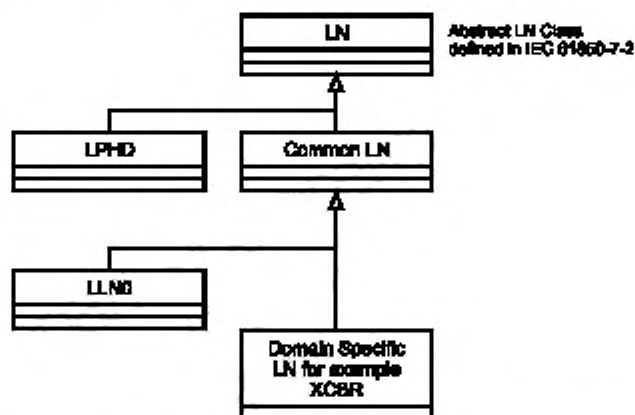 LN
Abstract LN Class
defined in IEC 61850-7-2
LPHD
Common LN
LLN0
Domain Specific
LN for example
XCBR